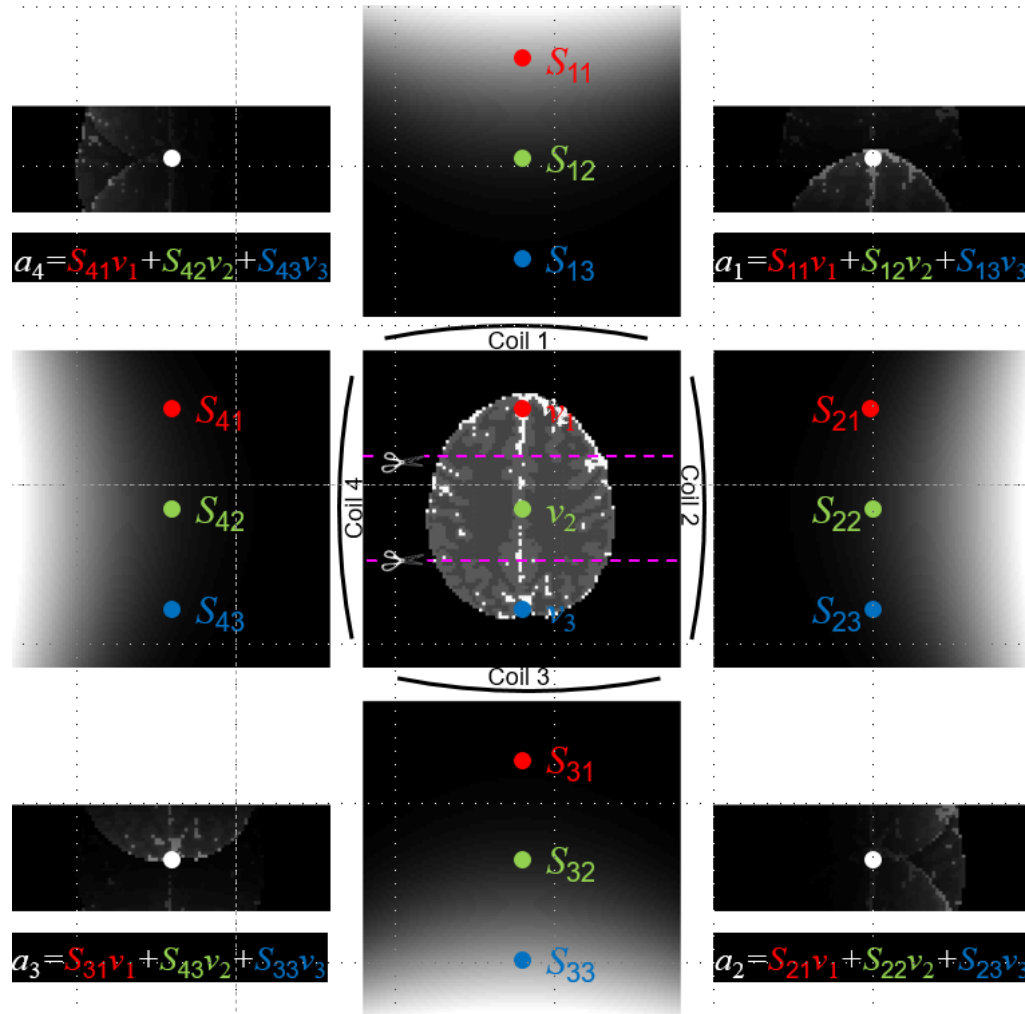 S₁₁
S₁₂
S₁₃
a₄=S₄₁v₁+S₄₂v₂+S₄₃v₃
a₁=S₁₁v₁+S₁₂v₂+S₁₃v₃
Coil 1
S₄₁
S₄₂
S₄₃
Coil 4
v₁
v₂
v₃
Coil 2
S₂₁
S₂₂
S₂₃
Coil 3
S₃₁
S₃₂
S₃₃
a₃=S₃₁v₁+S₄₃v₂+S₃₃v₃
a₂=S₂₁v₁+S₂₂v₂+S₂₃v₃